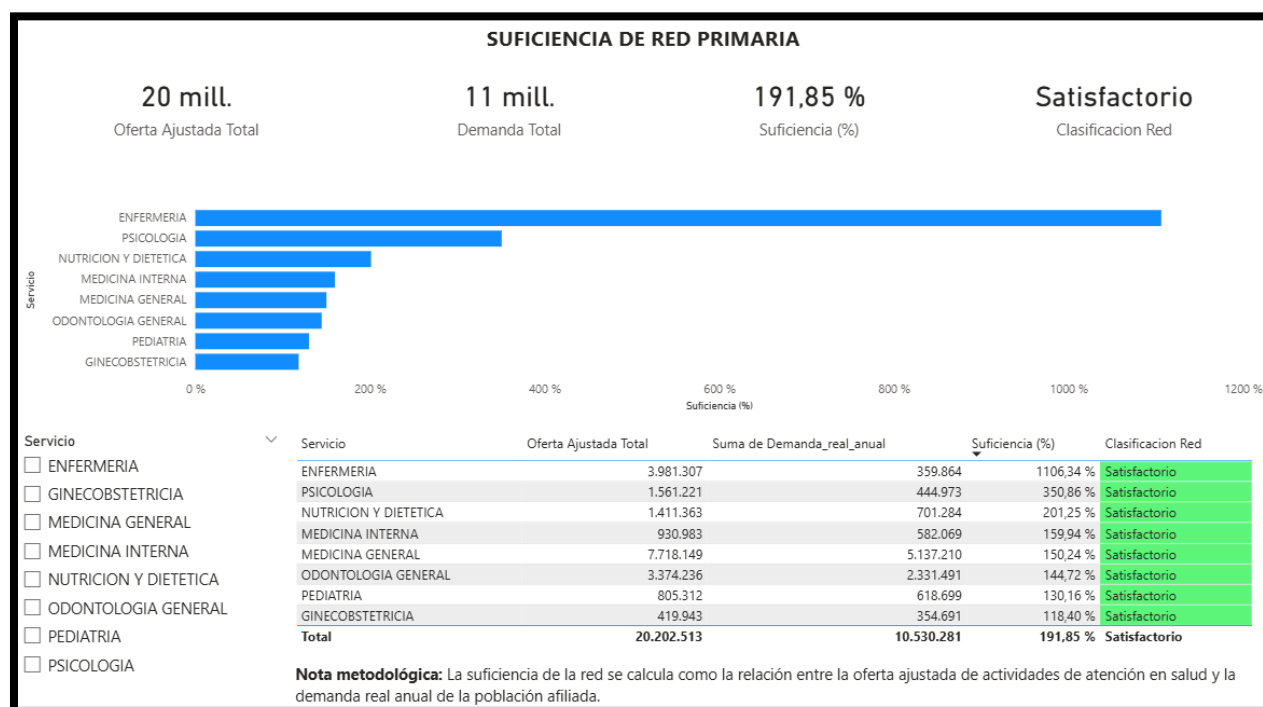 SUFICIENCIA DE RED PRIMARIA
20 mill.
Oferta Ajustada Total
11 mill.
Demanda Total
191,85 %
Suficiencia (%)
Satisfactorio
Clasificacion Red
Servicio
ENFERMERIA
PSICOLOGIA
NUTRICION Y DIETETICA
MEDICINA INTERNA
MEDICINA GENERAL
ODONTOLOGIA GENERAL
PEDIATRIA
GINECOBSTETRICIA
0 % 200 % 400 % 600 % 800 % 1000 % 1200 %
Suficiencia (%)
Servicio
ENFERMERIA
GINECOBSTETRICIA
MEDICINA GENERAL
MEDICINA INTERNA
NUTRICION Y DIETETICA
ODONTOLOGIA GENERAL
PEDIATRIA
PSICOLOGIA
Servicio Oferta Ajustada Total Suma de Demanda_real_anual Suficiencia (%) Clasificacion Red
ENFERMERIA 3.981.307 359.864 1106,34 % Satisfactorio
PSICOLOGIA 1.561.221 444.973 350,86 % Satisfactorio
NUTRICION Y DIETETICA 1.411.363 701.284 201,25 % Satisfactorio
MEDICINA INTERNA 930.983 582.069 159,94 % Satisfactorio
MEDICINA GENERAL 7.718.149 5.137.210 150,24 % Satisfactorio
ODONTOLOGIA GENERAL 3.374.236 2.331.491 144,72 % Satisfactorio
PEDIATRIA 805.312 618.699 130,16 % Satisfactorio
GINECOBSTETRICIA 419.943 354.691 118,40 % Satisfactorio
Total 20.202.513 10.530.281 191,85 % Satisfactorio
Nota metodológica: La suficiencia de la red se calcula como la relación entre la oferta ajustada de actividades de atención en salud y la
demanda real anual de la población afiliada.